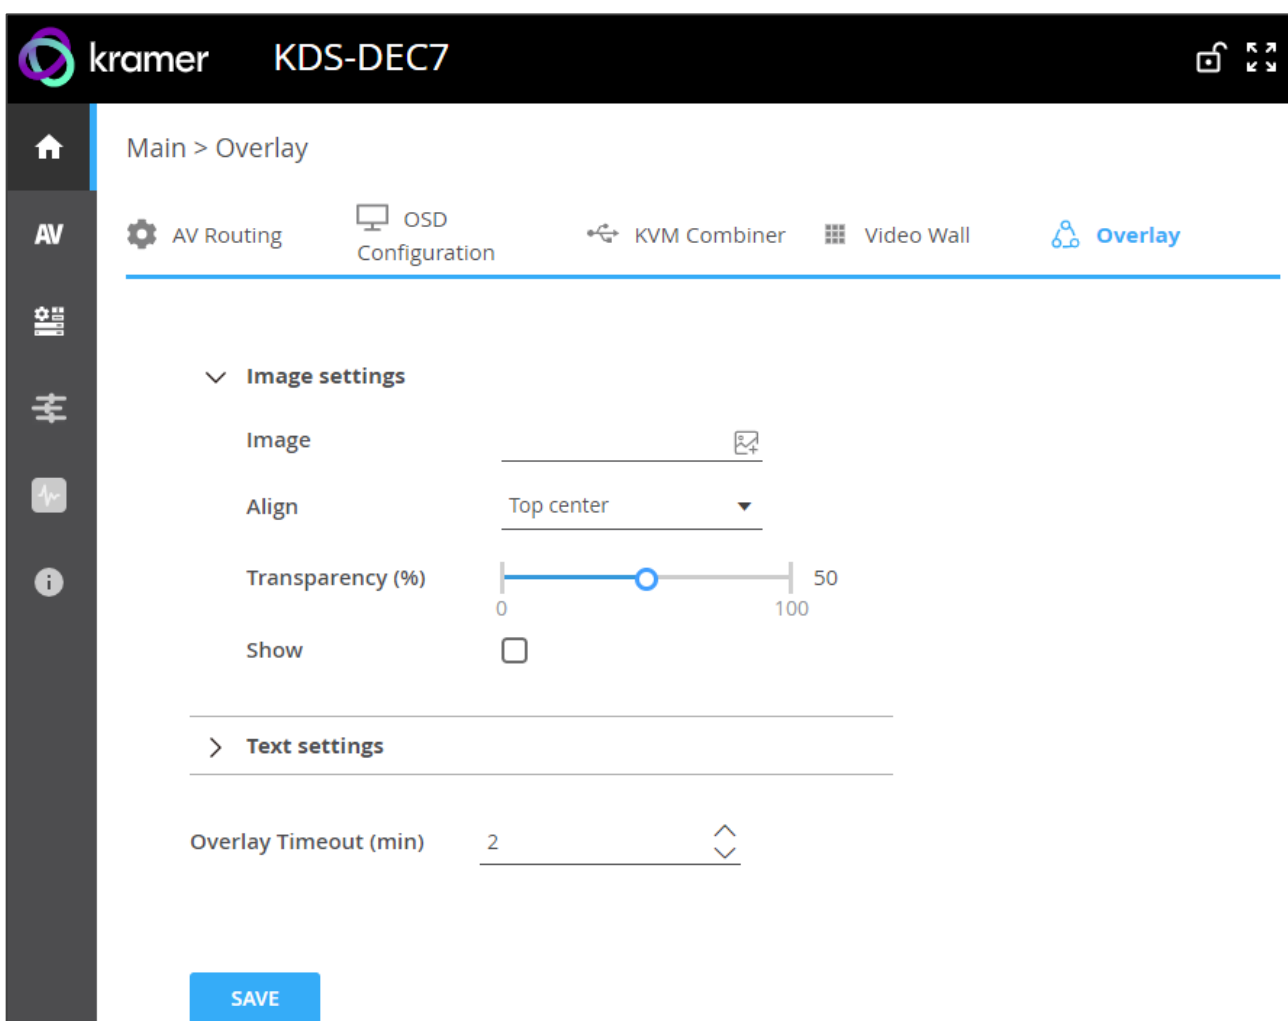 kramer KDS-DEC7
Main > Overlay
AV
AV Routing
OSD
Configuration
KVM Combiner
Video Wall
Overlay
Image settings
Image
Align Top center
Transparency (%) 50
0 100
Show
Text settings
Overlay Timeout (min) 2
SAVE